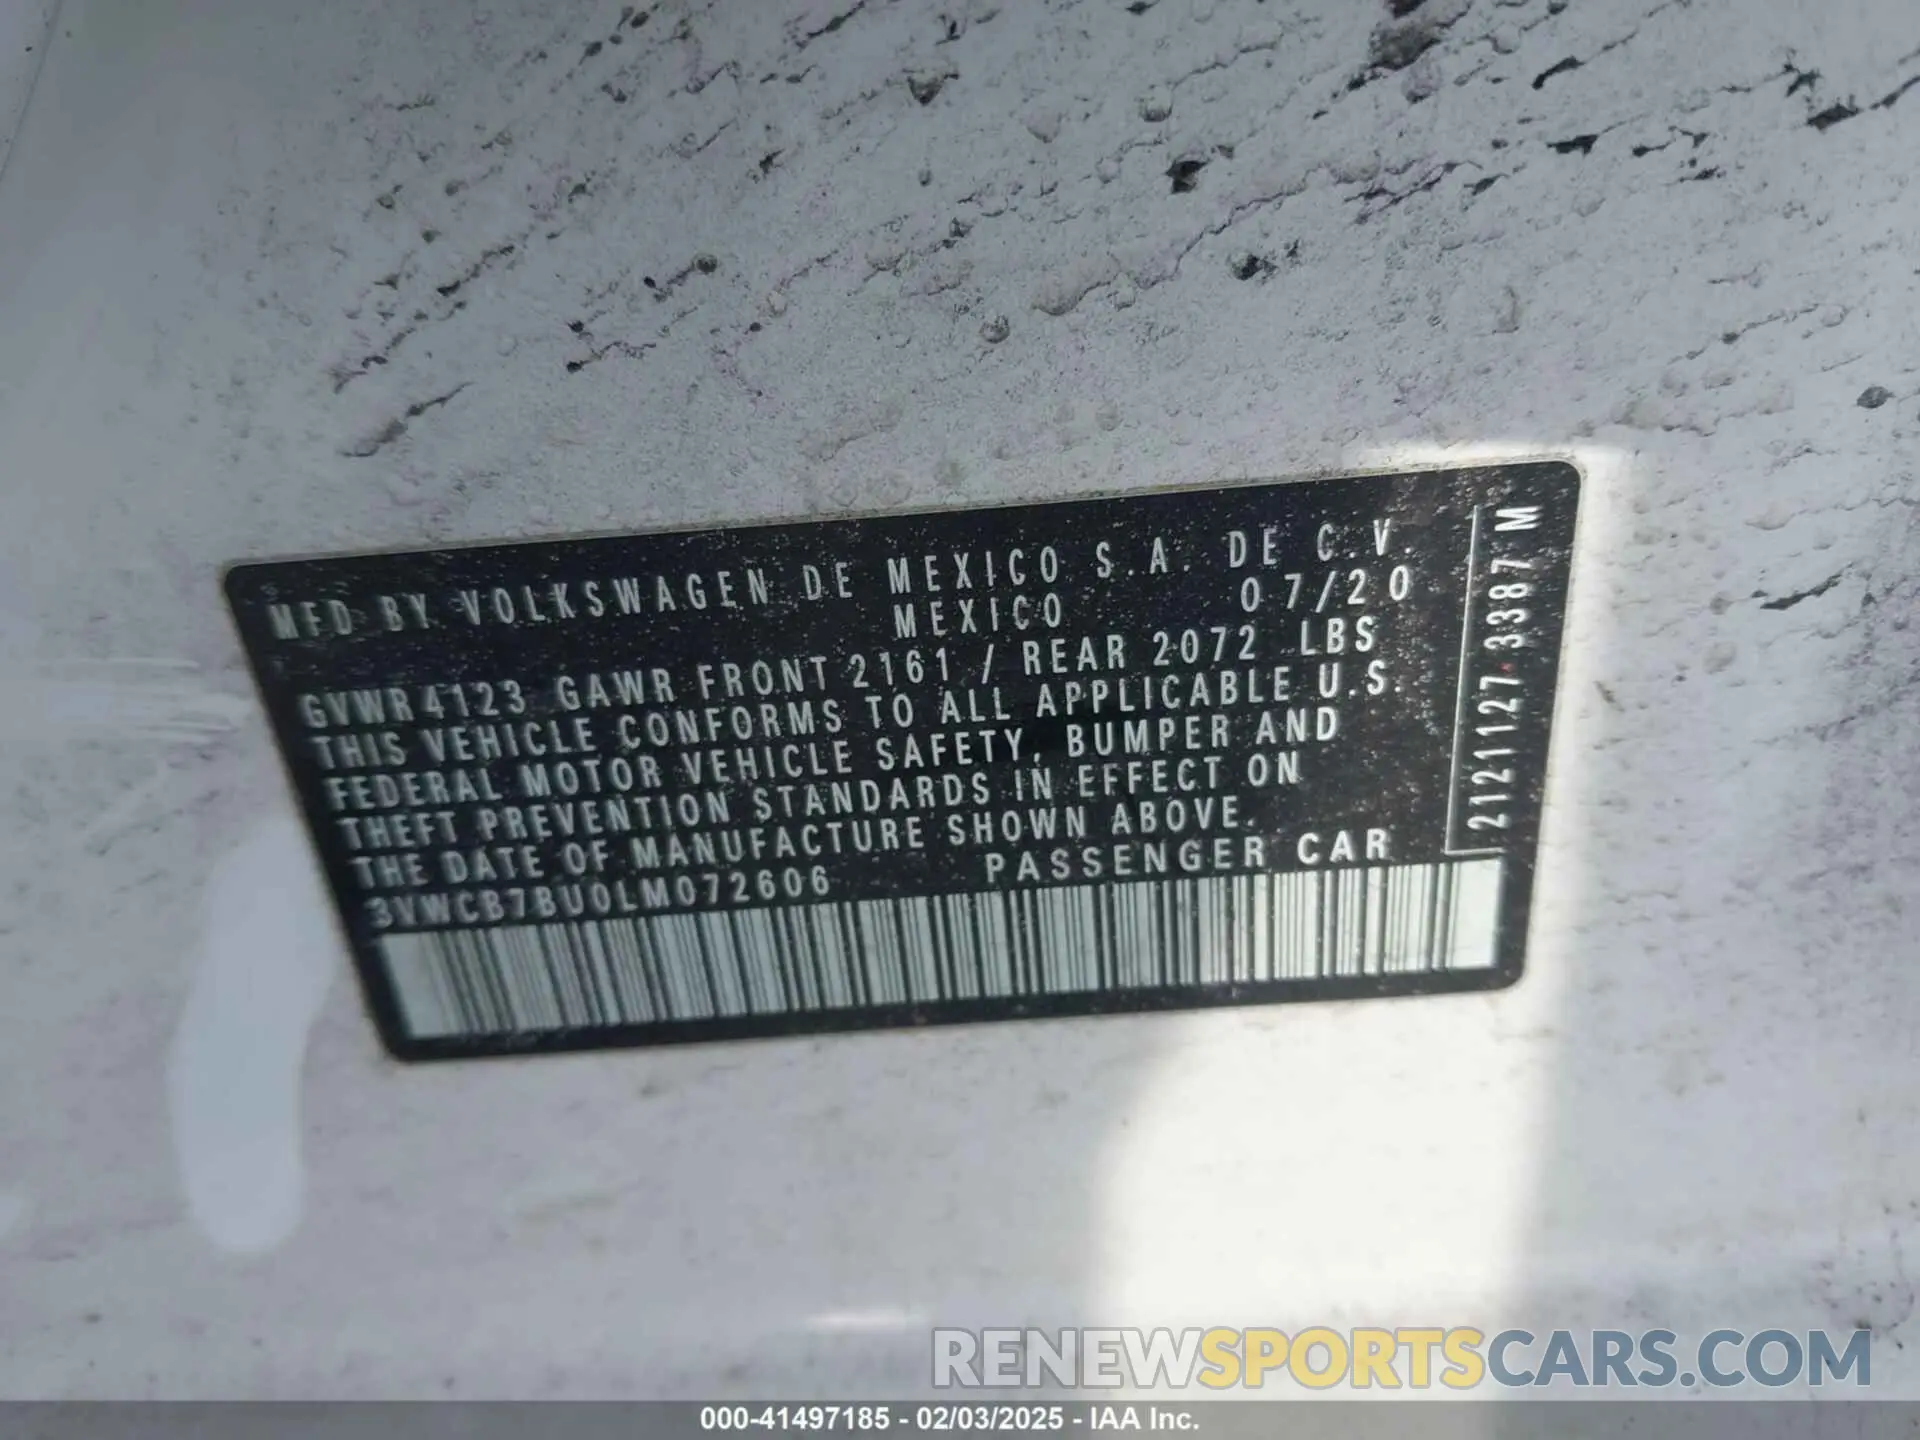 MFD BY VOLKSWAGEN DE MEXICO S.A. DE C.V.
MEXICO 07/20
GVWR 4123 GAWR FRONT 2161 / REAR 2072 LBS
THIS VEHICLE CONFORMS TO ALL APPLICABLE U.S.
FEDERAL MOTOR VEHICLE SAFETY, BUMPER AND
THEFT PREVENTION STANDARDS IN EFFECT ON
THE DATE OF MANUFACTURE SHOWN ABOVE.
3VWCB7BU0LM072606 PASSENGER CAR
2121127 3387 M
RENEWSPORTSCARS.COM
000-41497185 - 02/03/2025 - IAA Inc.